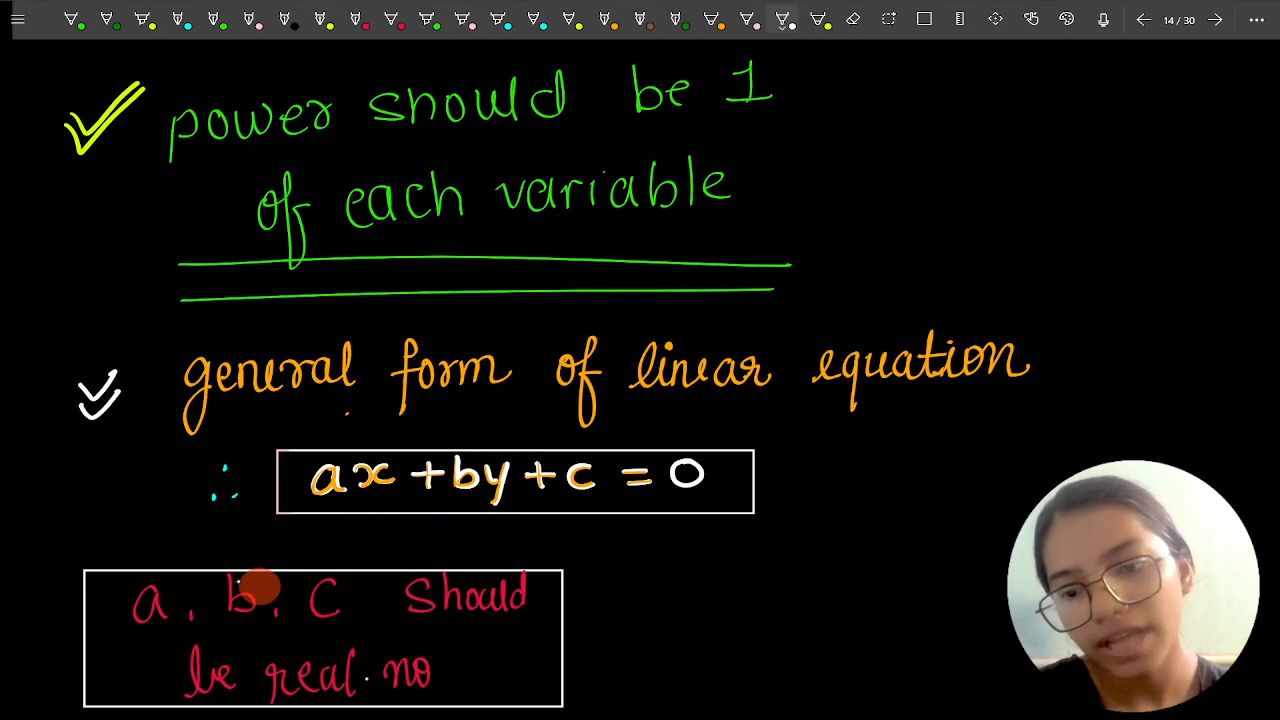 14 / 30
power should be 1
of each variable
general form of linear equation
∴ ax + by + c = 0
a, b, c should
be real no